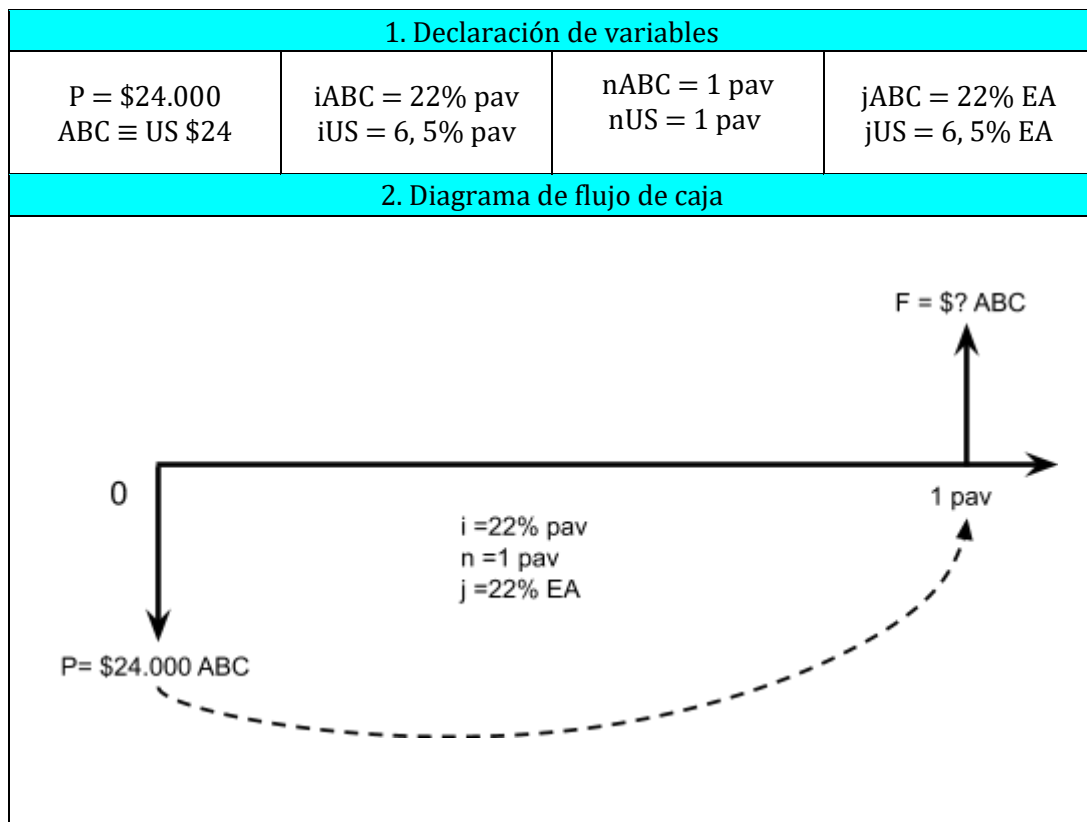 1. Declaración de variables
P = $24.000
ABC ≡ US $24
iABC = 22% pav
iUS = 6, 5% pav
nABC = 1 pav
nUS = 1 pav
jABC = 22% EA
jUS = 6, 5% EA
2. Diagrama de flujo de caja
F = $? ABC
0
1 pav
i =22% pav
n =1 pav
j =22% EA
P= $24.000 ABC